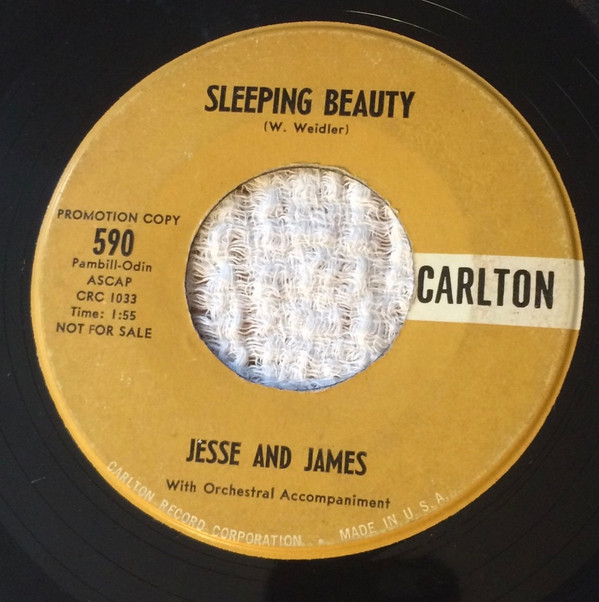 SLEEPING BEAUTY
(W. Weidler)
PROMOTION COPY
590
Pambill-Odin
ASCAP
CRC 1033
Time: 1:55
NOT FOR SALE
CARLTON
JESSE AND JAMES
With Orchestral Accompaniment
CARLTON RECORD CORPORATION • MADE IN U.S.A.